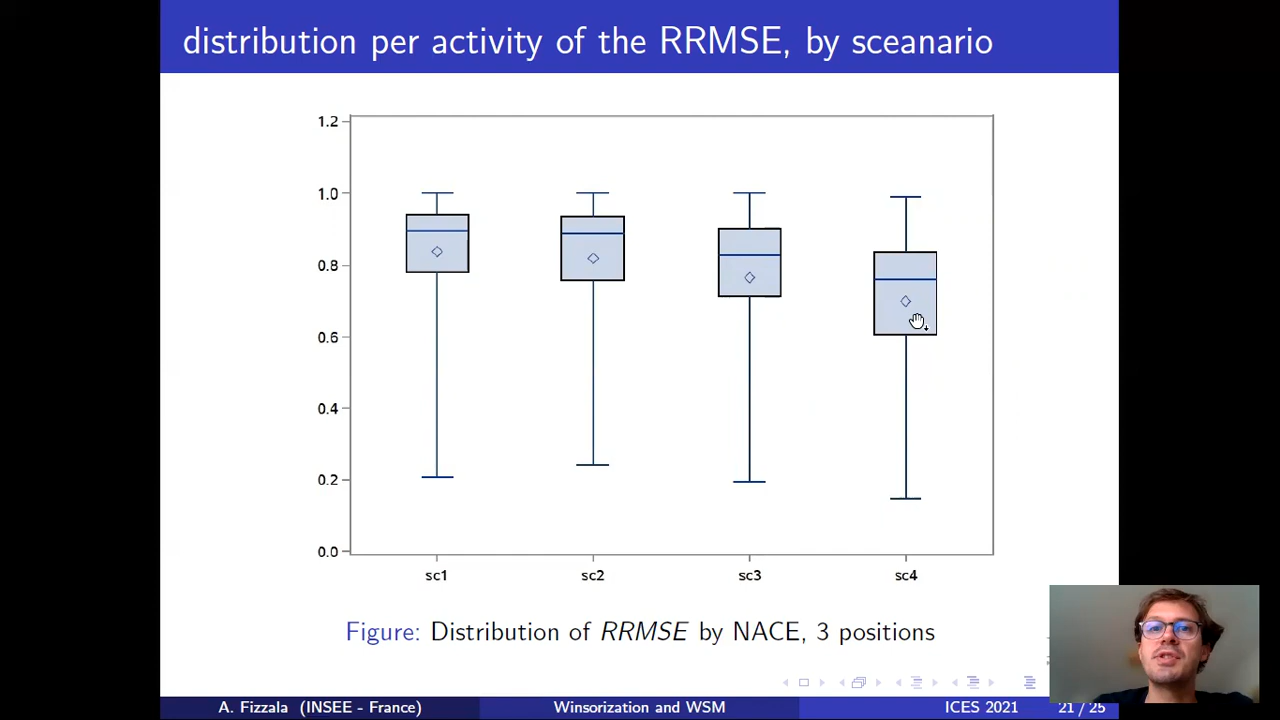 distribution per activity of the RRMSE, by sceanario
1.2
1.0
0.8
0.6
0.4
0.2
0.0
sc1 sc2 sc3 sc4
Figure: Distribution of RRMSE by NACE, 3 positions
A. Fizzala (INSEE - France) Winsorization and WSM ICES 2021 21 / 25